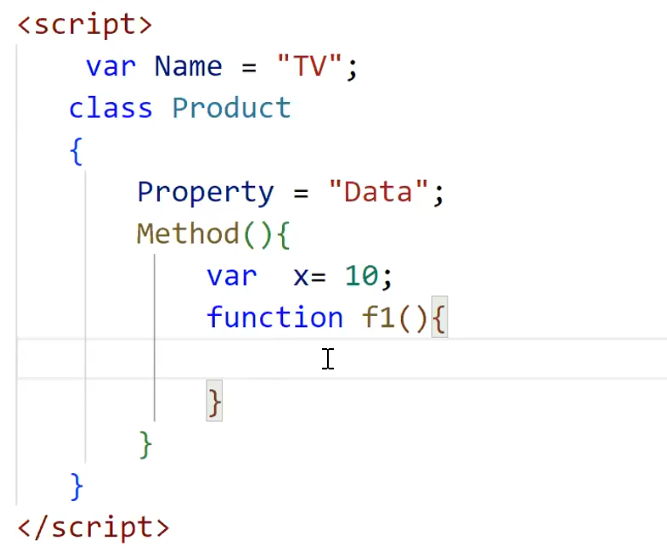 <script>
var Name = "TV";
class Product
{
Property = "Data";
Method(){
var  x= 10;
function f1(){
}
}
}
</script>